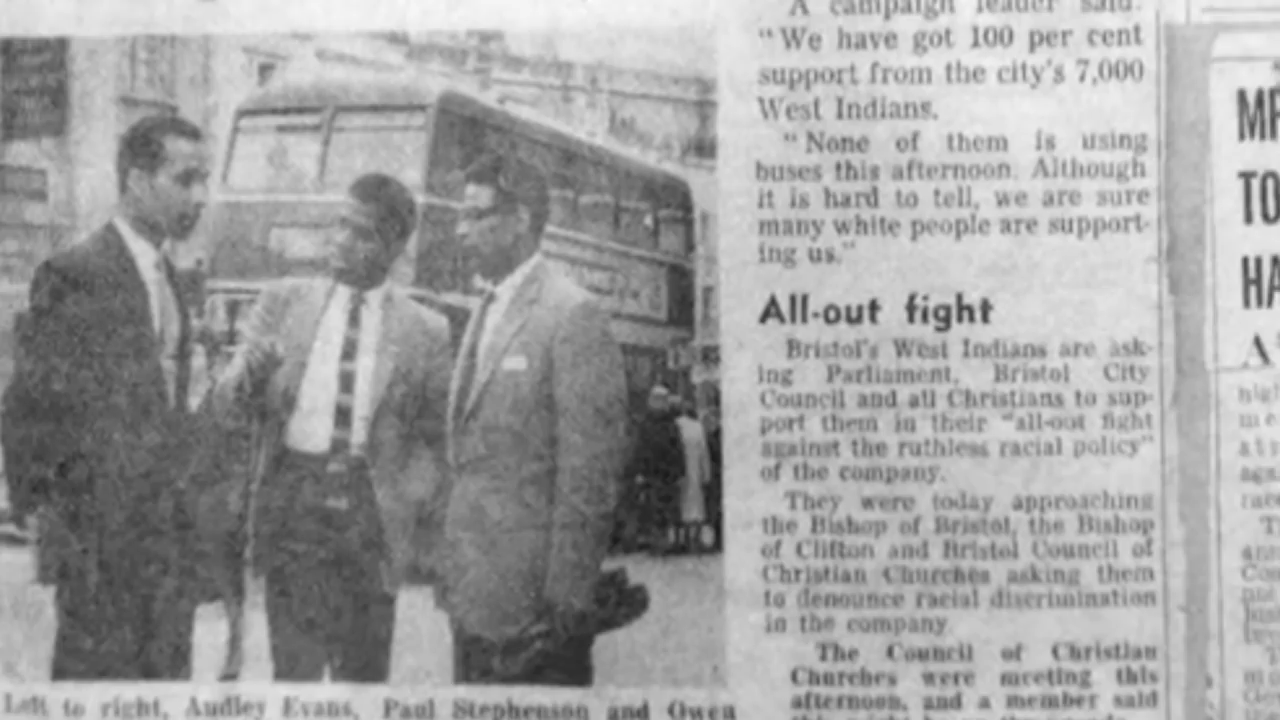 A campaign leader said:
"We have got 100 per cent
support from the city's 7,000
West Indians.
"None of them is using
buses this afternoon. Although
it is hard to tell, we are sure
many white people are support-
ing us."
All-out fight
Bristol's West Indians are ask-
ing Parliament, Bristol City
Council and all Christians to sup-
port them in their "all-out fight
against the ruthless racial policy"
of the company.
They were today approaching
the Bishop of Bristol, the Bishop
of Clifton and Bristol Council of
Christian Churches asking them
to denounce racial discrimination
in the company.
The Council of Christian
Churches were meeting this
afternoon, and a member said
Left to right, Audley Evans, Paul Stephenson and Owen
TO